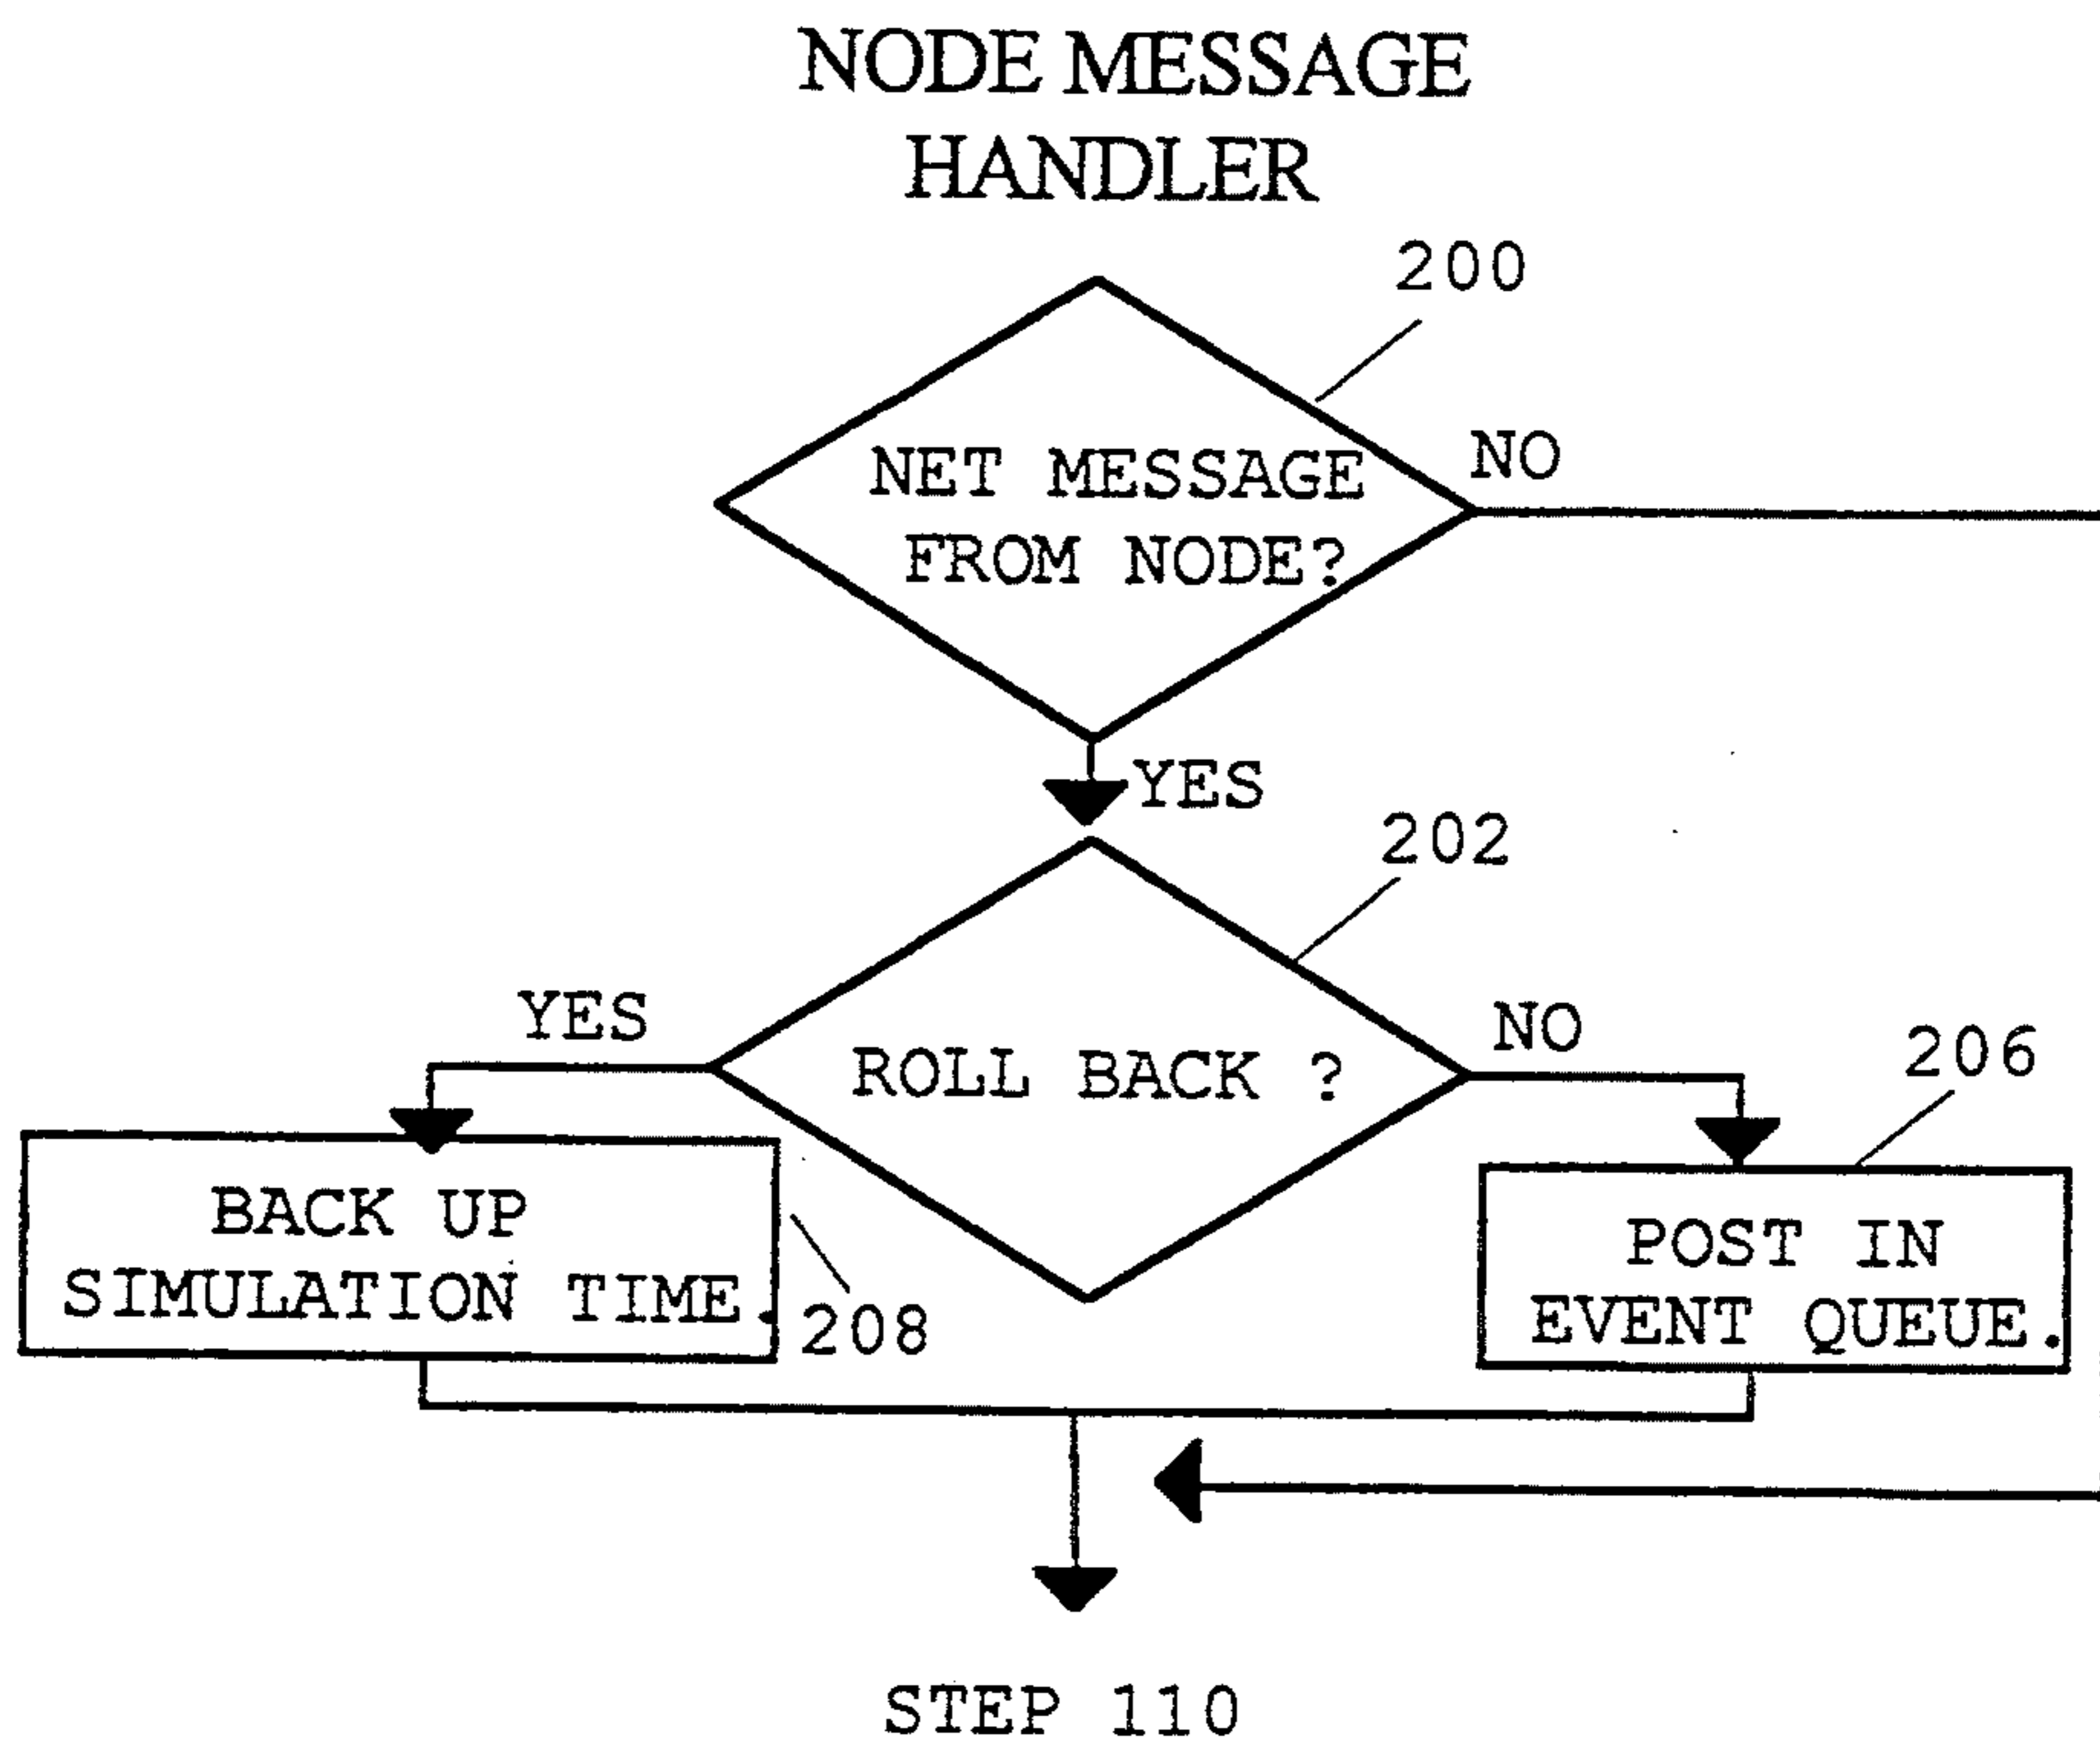 NODE MESSAGE
HANDLER
200
NET MESSAGE
FROM NODE?
NO
YES
202
YES
ROLL BACK ?
NO
206
BACK UP
SIMULATION TIME.
208
POST IN
EVENT QUEUE.
STEP 110